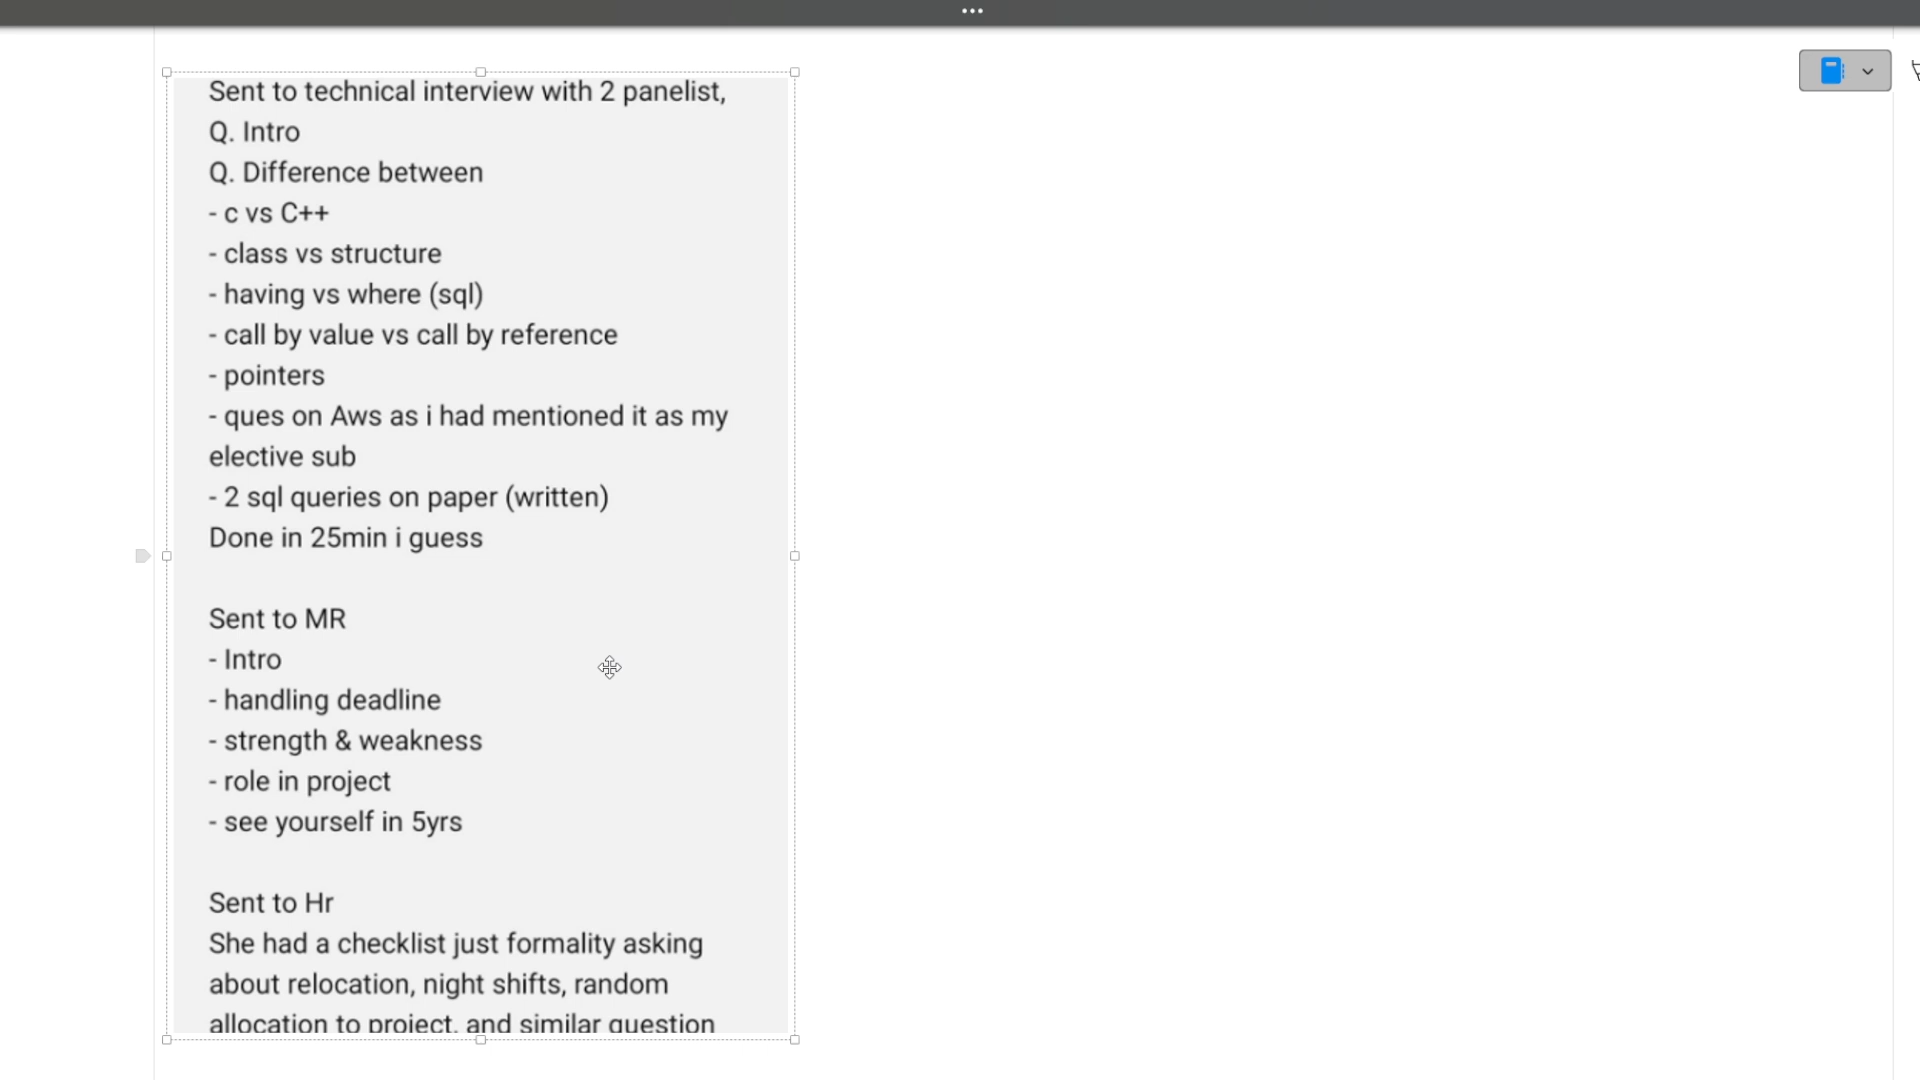 Sent to technical interview with 2 panelist,
Q. Intro
Q. Difference between
- c vs C++
- class vs structure
- having vs where (sql)
- call by value vs call by reference
- pointers
- ques on Aws as i had mentioned it as my
elective sub
- 2 sql queries on paper (written)
Done in 25min i guess
Sent to MR
- Intro
- handling deadline
- strength & weakness
- role in project
- see yourself in 5yrs
Sent to Hr
She had a checklist just formality asking
about relocation, night shifts, random
allocation to project, and similar question